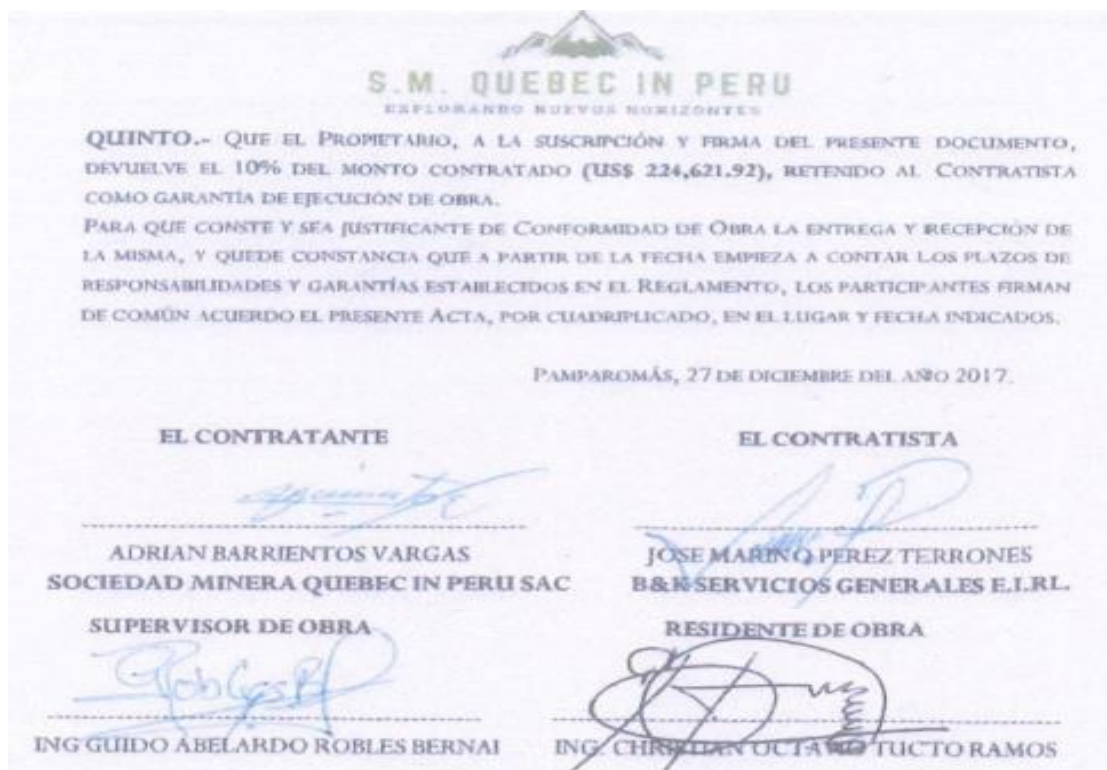 S.M. QUEBEC IN PERU
EXPLORANDO NUEVOS HORIZONTES
QUINTO.- QUE EL PROPIETARIO, A LA SUSCRIPCIÓN Y FIRMA DEL PRESENTE DOCUMENTO,
DEVUELVE EL 10% DEL MONTO CONTRATADO (US$ 224,621.92), RETENIDO AL CONTRATISTA
COMO GARANTÍA DE EJECUCIÓN DE OBRA.
PARA QUE CONSTE Y SEA JUSTIFICANTE DE CONFORMIDAD DE OBRA LA ENTREGA Y RECEPCIÓN DE
LA MISMA, Y QUEDE CONSTANCIA QUE A PARTIR DE LA FECHA EMPIEZA A CONTAR LOS PLAZOS DE
RESPONSABILIDADES Y GARANTÍAS ESTABLECIDOS EN EL REGLAMENTO, LOS PARTICIPANTES FIRMAN
DE COMÚN ACUERDO EL PRESENTE ACTA, POR CUADRIPLICADO, EN EL LUGAR Y FECHA INDICADOS.
PAMPAROMÁS, 27 DE DICIEMBRE DEL AÑO 2017.
EL CONTRATANTE EL CONTRATISTA
ADRIAN BARRIENTOS VARGAS JOSE MARINO PEREZ TERRONES
SOCIEDAD MINERA QUEBEC IN PERU SAC B&K SERVICIOS GENERALES E.I.RL.
SUPERVISOR DE OBRA RESIDENTE DE OBRA
ING GUIDO ABELARDO ROBLES BERNAI ING. CHRISTIAN OCTAVIO TUCTO RAMOS